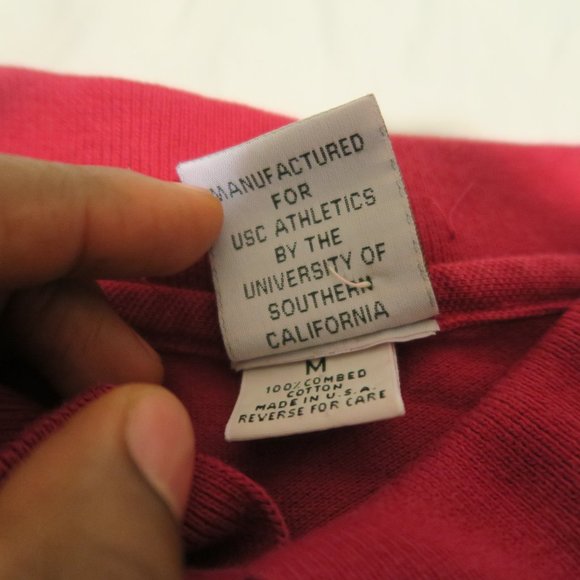 MANUFACTURED
FOR
USC ATHLETICS
BY THE
UNIVERSITY OF
SOUTHERN
CALIFORNIA
M
100% COMBED
COTTON
MADE IN U.S.A.
REVERSE FOR CARE